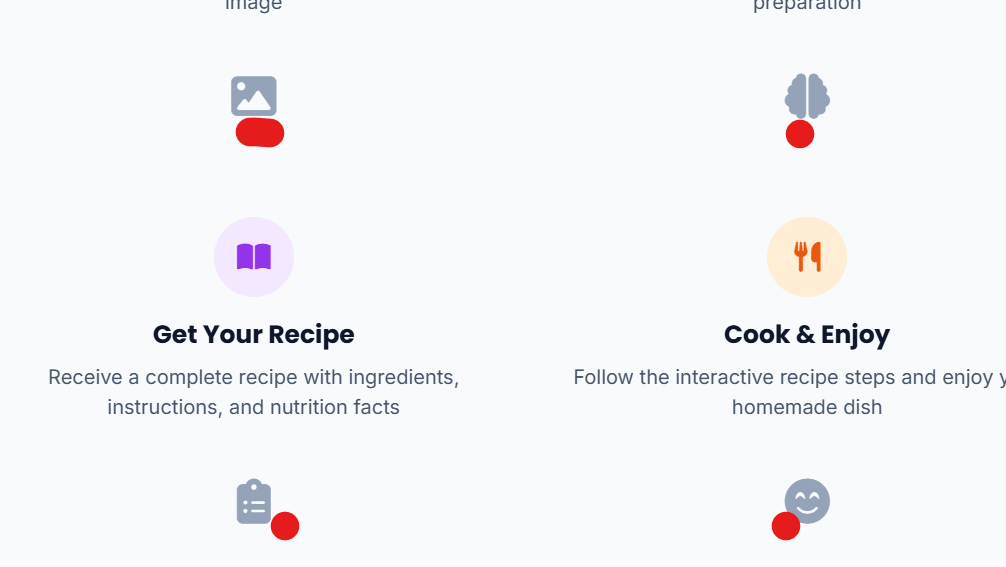 image
preparation
Get Your Recipe
Receive a complete recipe with ingredients,
instructions, and nutrition facts
Cook & Enjoy
Follow the interactive recipe steps and enjoy
homemade dish